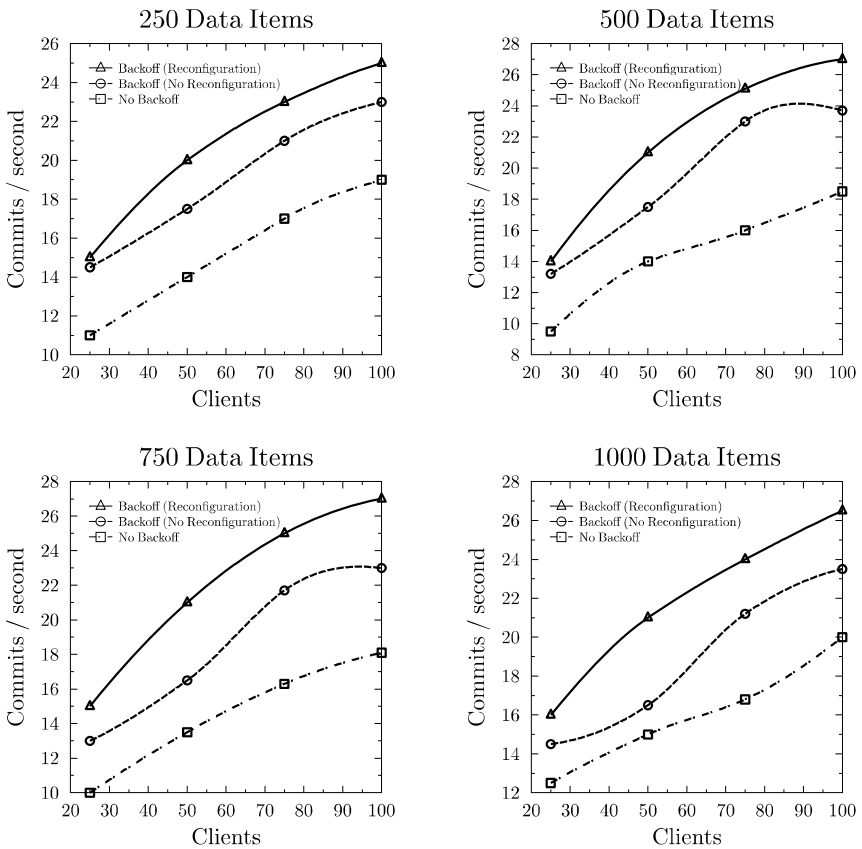 250 Data Items
26
24
22
20
18
16
14
12
10
Commits / second
Backoff (Reconfiguration)
Backoff (No Reconfiguration)
No Backoff
20 30 40 50 60 70 80 90 100
Clients
500 Data Items
28
26
24
22
20
18
16
14
12
10
8
Commits / second
Backoff (Reconfiguration)
Backoff (No Reconfiguration)
No Backoff
20 30 40 50 60 70 80 90 100
Clients
750 Data Items
28
26
24
22
20
18
16
14
12
10
Commits / second
Backoff (Reconfiguration)
Backoff (No Reconfiguration)
No Backoff
20 30 40 50 60 70 80 90 100
Clients
1000 Data Items
28
26
24
22
20
18
16
14
12
Commits / second
Backoff (Reconfiguration)
Backoff (No Reconfiguration)
No Backoff
20 30 40 50 60 70 80 90 100
Clients